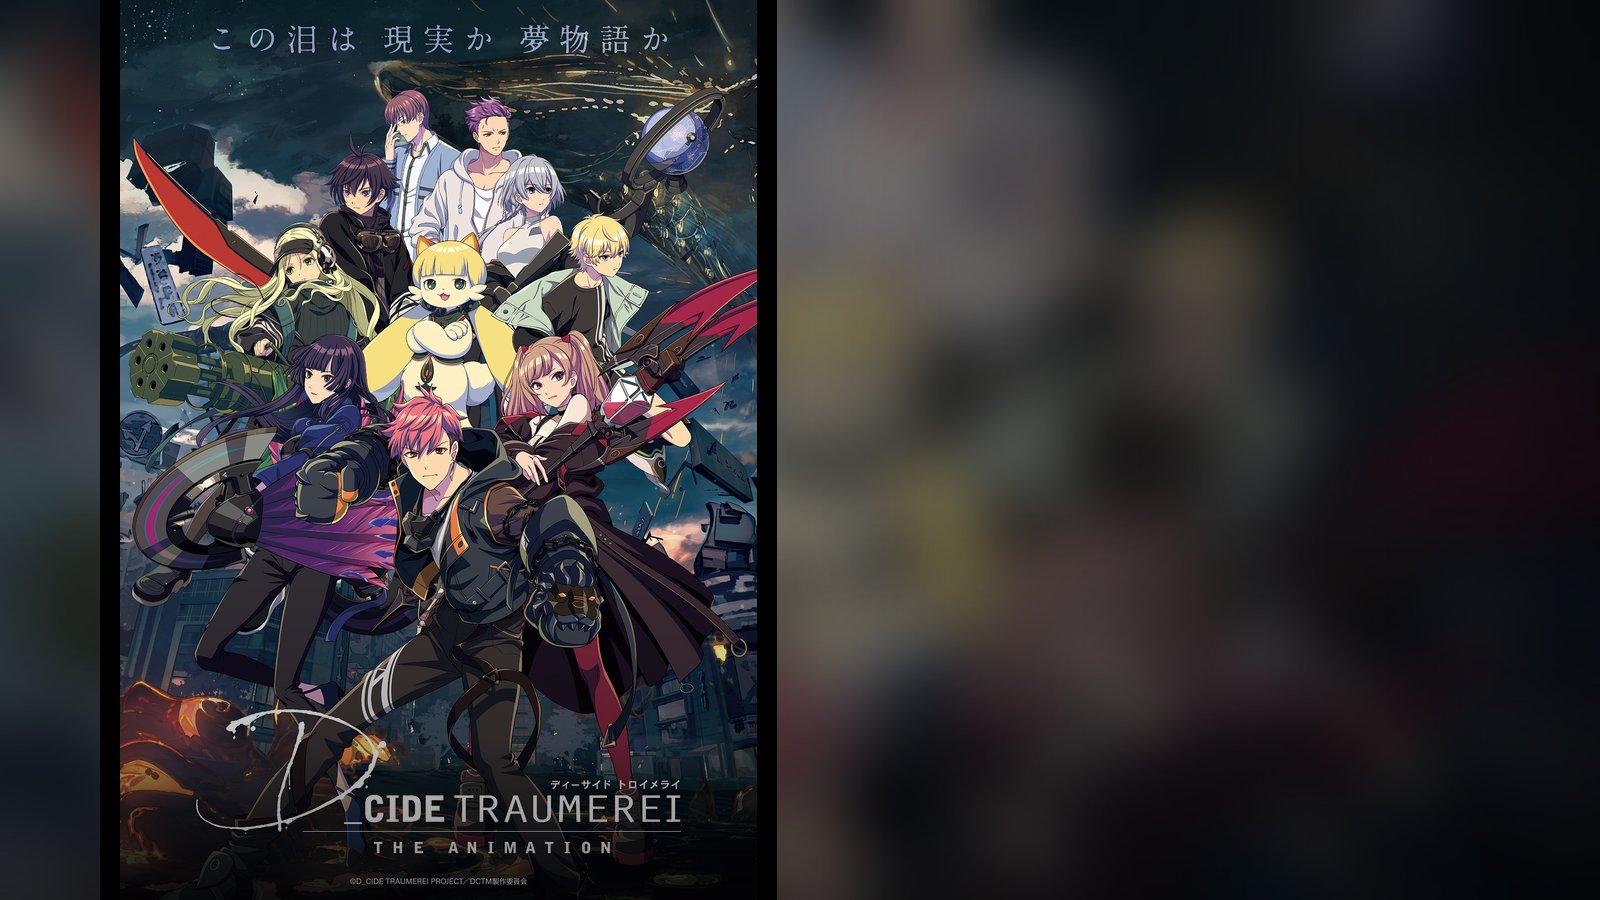 この泪は 現実か 夢物語か
ディーサイド トロイメライ
D_CIDE TRAUMEREI
THE ANIMATION
©D_CIDE TRAUMEREI PROJECT/DCTM製作委員会